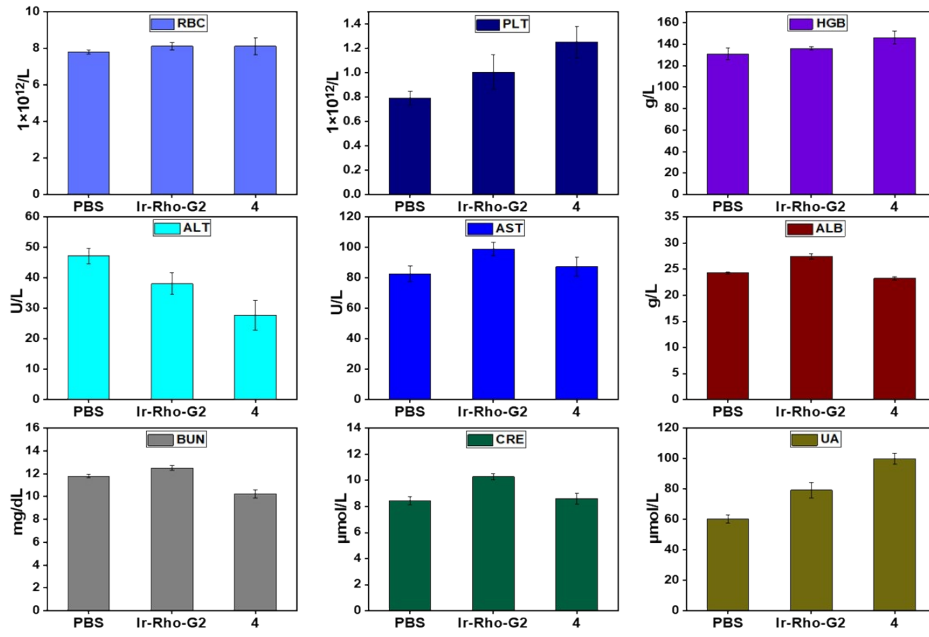 RBC
1×10¹²/L
10
8
6
4
2
0
PBS Ir-Rho-G2 4
PLT
1×10¹²/L
1.4
1.2
1.0
0.8
0.6
0.4
0.2
0.0
PBS Ir-Rho-G2 4
HGB
g/L
160
140
120
100
80
60
40
20
0
PBS Ir-Rho-G2 4
ALT
U/L
60
50
40
30
20
10
0
PBS Ir-Rho-G2 4
AST
U/L
120
100
80
60
40
20
0
PBS Ir-Rho-G2 4
ALB
g/L
35
30
25
20
15
10
5
0
PBS Ir-Rho-G2 4
BUN
mg/dL
16
14
12
10
8
6
4
2
0
PBS Ir-Rho-G2 4
CRE
μmol/L
14
12
10
8
6
4
2
0
PBS Ir-Rho-G2 4
UA
μmol/L
120
100
80
60
40
20
0
PBS Ir-Rho-G2 4